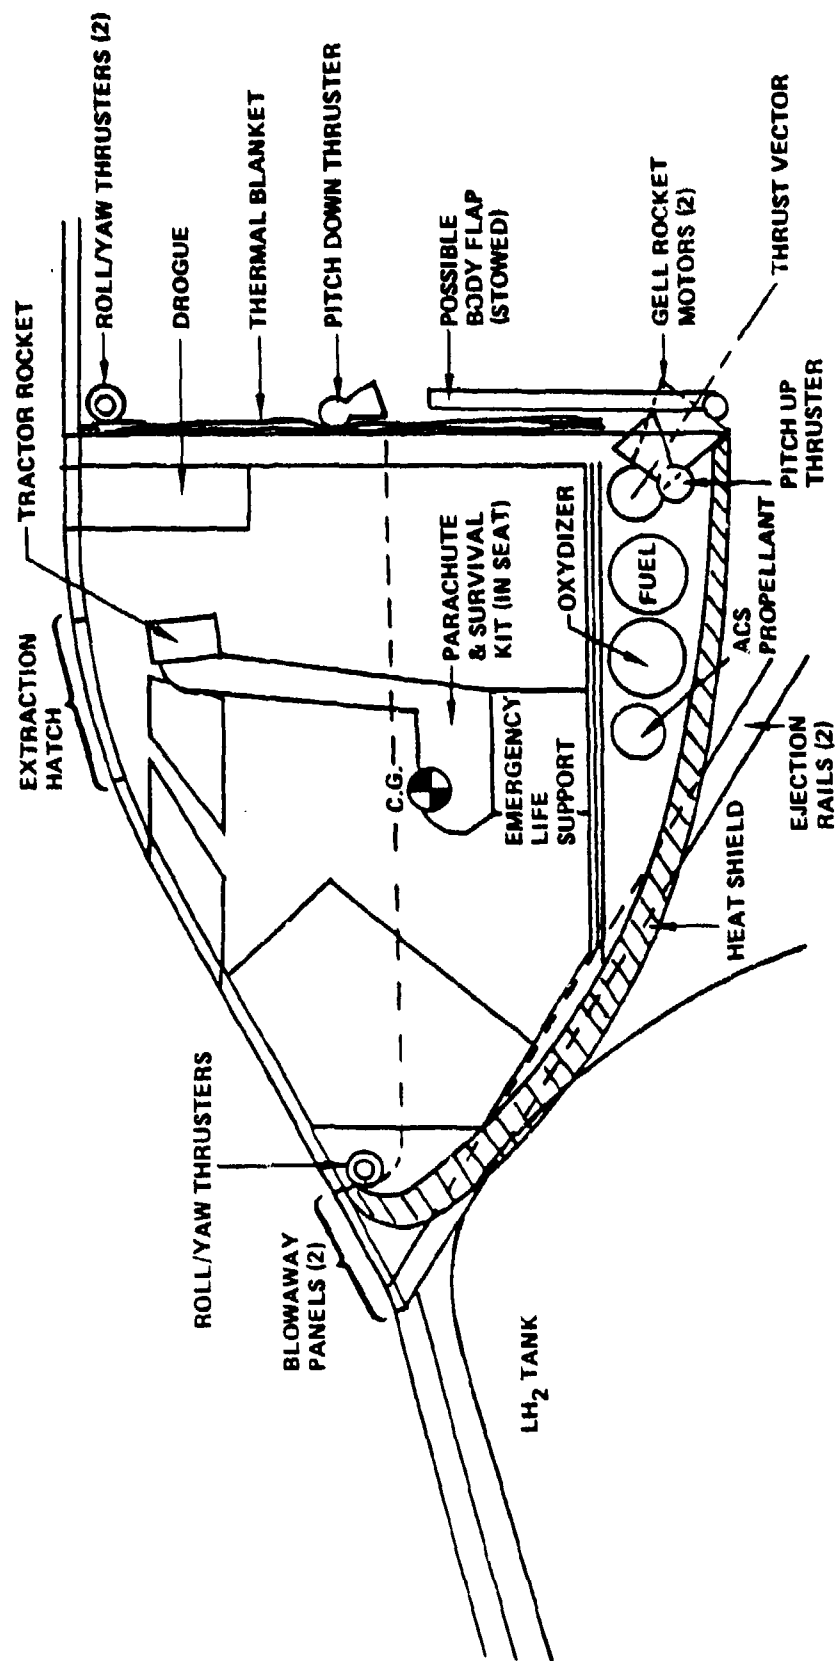 TRACTOR ROCKET
EXTRACTION
HATCH
ROLL/YAW THRUSTERS (2)
DROGUE
THERMAL BLANKET
PITCH DOWN THRUSTER
POSSIBLE
BODY FLAP
(STOWED)
GELL ROCKET
MOTORS (2)
THRUST VECTOR
PITCH UP
THRUSTER
PARACHUTE
& SURVIVAL
KIT (IN SEAT)
OXYDIZER
FUEL
ACS
PROPELLANT
C.G.
EMERGENCY
LIFE
SUPPORT
EJECTION
RAILS (2)
HEAT SHIELD
ROLL/YAW THRUSTERS
BLOWAWAY
PANELS (2)
LH₂ TANK